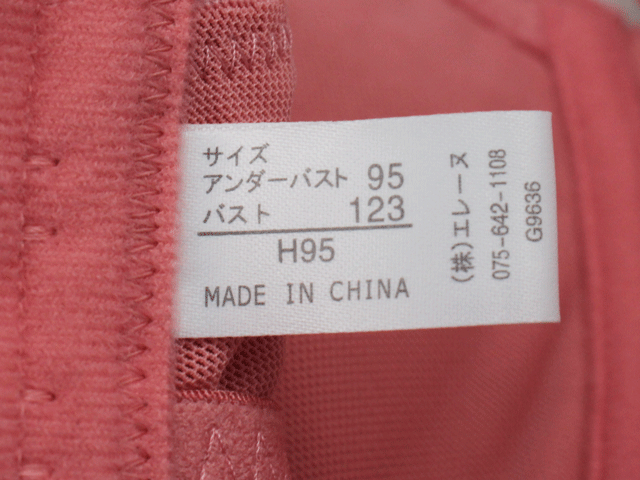 サイズ
アンダーバスト 95
バスト 123
H95
MADE IN CHINA
(株)エレーヌ
075-642-1108
G9636